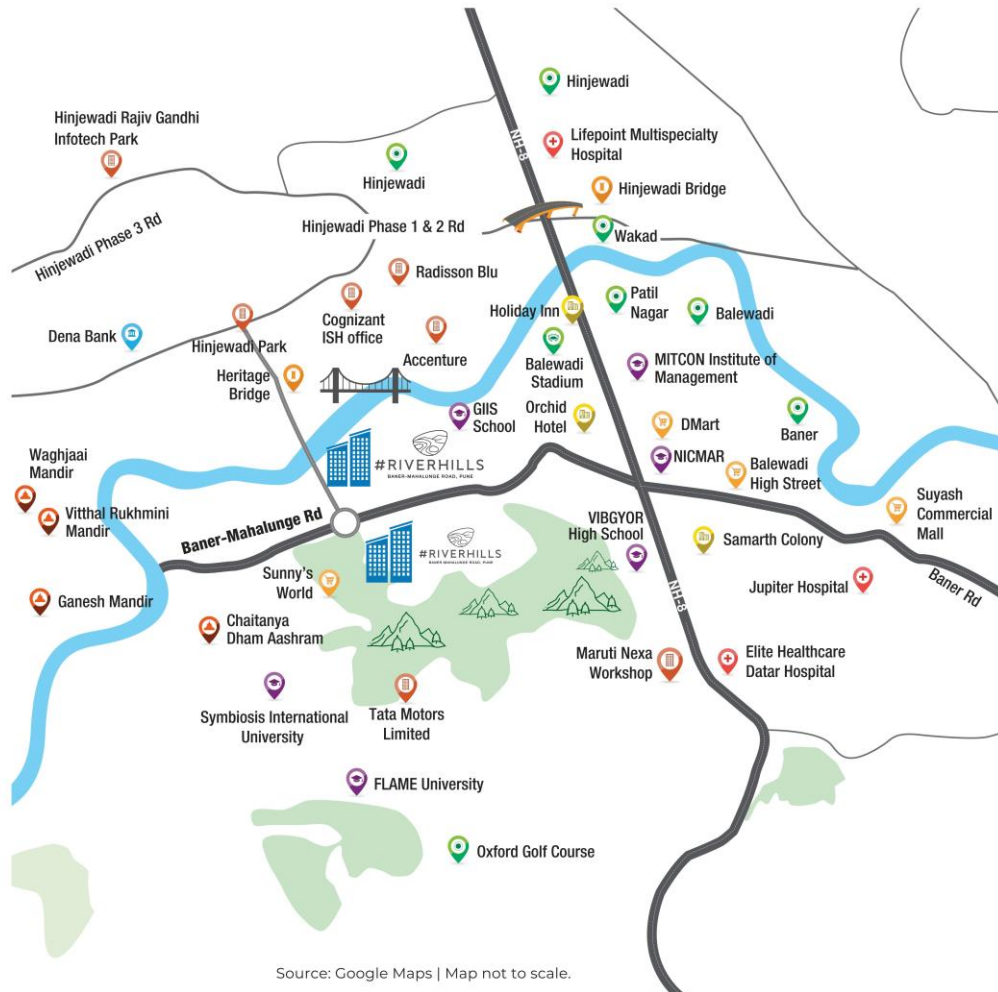 Hinjewadi
Hinjewadi Rajiv Gandhi
Infotech Park
NH-8
Lifepoint Multispecialty
Hospital
Hinjewadi
Hinjewadi Bridge
Hinjewadi Phase 3 Rd
Hinjewadi Phase 1 & 2 Rd
Wakad
Radisson Blu
Cognizant
ISH office
Holiday Inn
Patil
Nagar
Balewadi
Dena Bank
Hinjewadi Park
Accenture
Balewadi
Stadium
MITCON Institute of
Management
Heritage
Bridge
GIIS
School
Orchid
Hotel
DMart
Baner
#RIVERHILLS
BANER-MAHALUNGE ROAD, PUNE
NICMAR
Balewadi
High Street
Waghjaai
Mandir
Vitthal Rukhmini
Mandir
Suyash
Commercial
Mall
Baner-Mahalunge Rd
#RIVERHILLS
BANER-MAHALUNGE ROAD, PUNE
VIBGYOR
High School
Samarth Colony
Sunny's
World
Jupiter Hospital
Baner Rd
Ganesh Mandir
NH-8
Chaitanya
Dham Aashram
Maruti Nexa
Workshop
Elite Healthcare
Datar Hospital
Symbiosis International
University
Tata Motors
Limited
FLAME University
Oxford Golf Course
Source: Google Maps | Map not to scale.